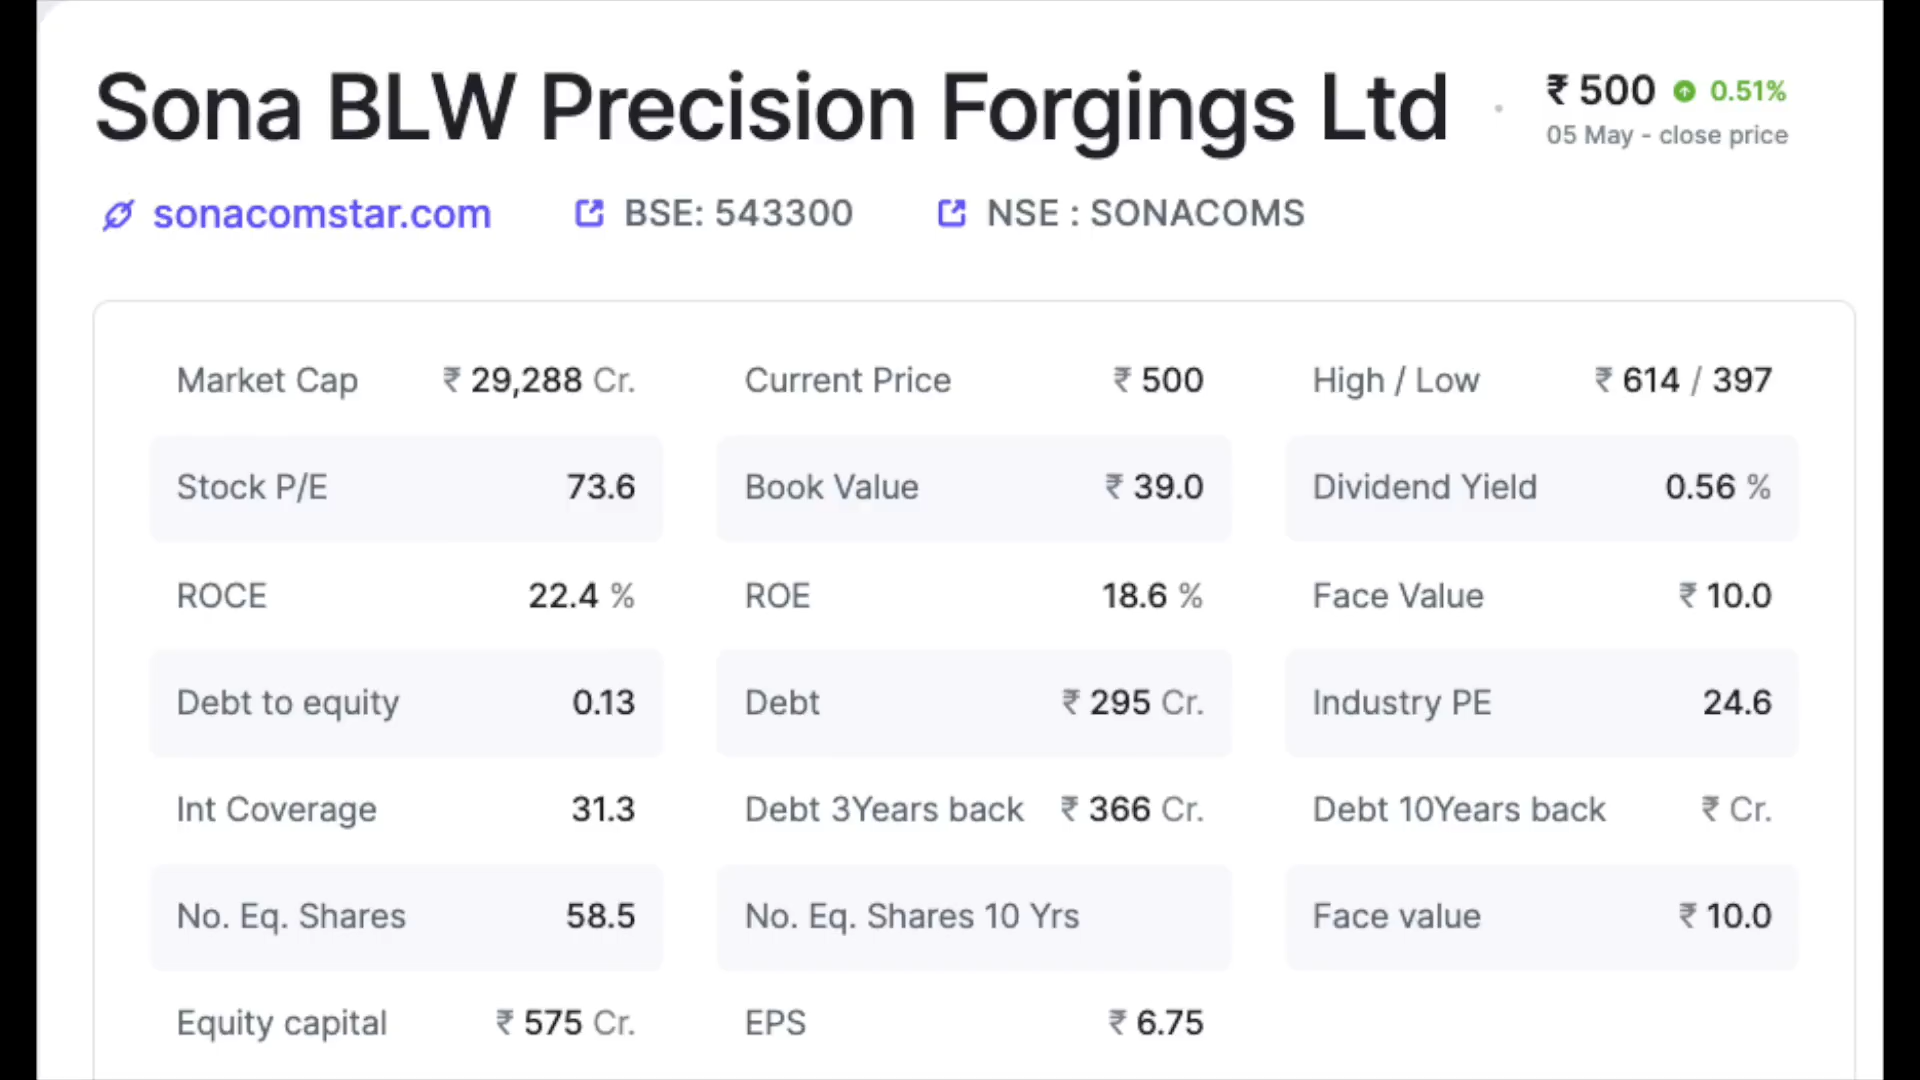 Sona BLW Precision Forgings Ltd
₹ 500 0.51%
05 May - close price
sonacomstar.com BSE: 543300 NSE : SONACOMS
Market Cap ₹ 29,288 Cr. Current Price ₹ 500 High / Low ₹ 614 / 397
Stock P/E 73.6 Book Value ₹ 39.0 Dividend Yield 0.56 %
ROCE 22.4 % ROE 18.6 % Face Value ₹ 10.0
Debt to equity 0.13 Debt ₹ 295 Cr. Industry PE 24.6
Int Coverage 31.3 Debt 3Years back ₹ 366 Cr. Debt 10Years back ₹ Cr.
No. Eq. Shares 58.5 No. Eq. Shares 10 Yrs Face value ₹ 10.0
Equity capital ₹ 575 Cr. EPS ₹ 6.75